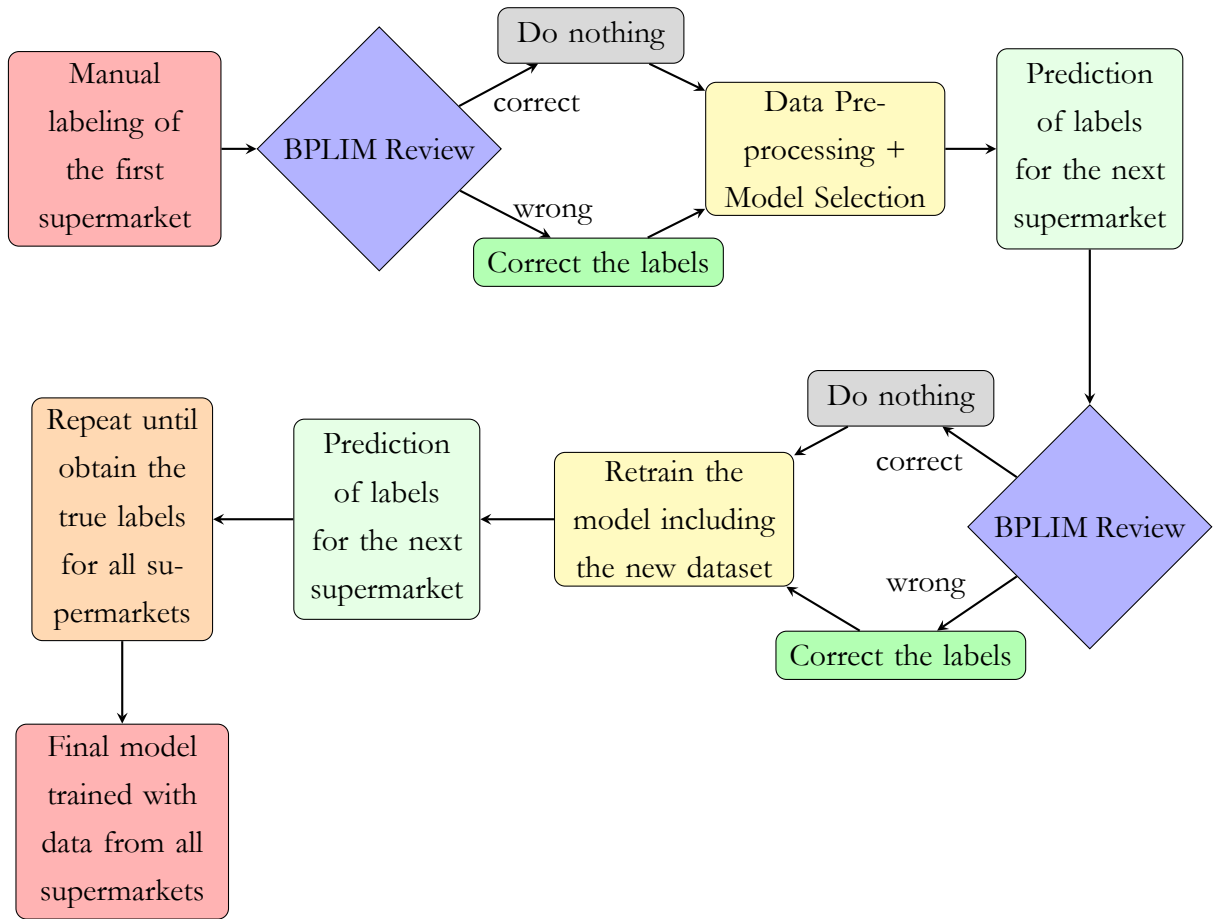 Manual
labeling of
the first
supermarket
BPLIM Review
Do nothing
correct
wrong
Correct the labels
Data Pre-
processing +
Model Selection
Prediction
of labels
for the next
supermarket
BPLIM Review
Do nothing
correct
wrong
Correct the labels
Retrain the
model including
the new dataset
Prediction
of labels
for the next
supermarket
Repeat until
obtain the
true labels
for all su-
permarkets
Final model
trained with
data from all
supermarkets